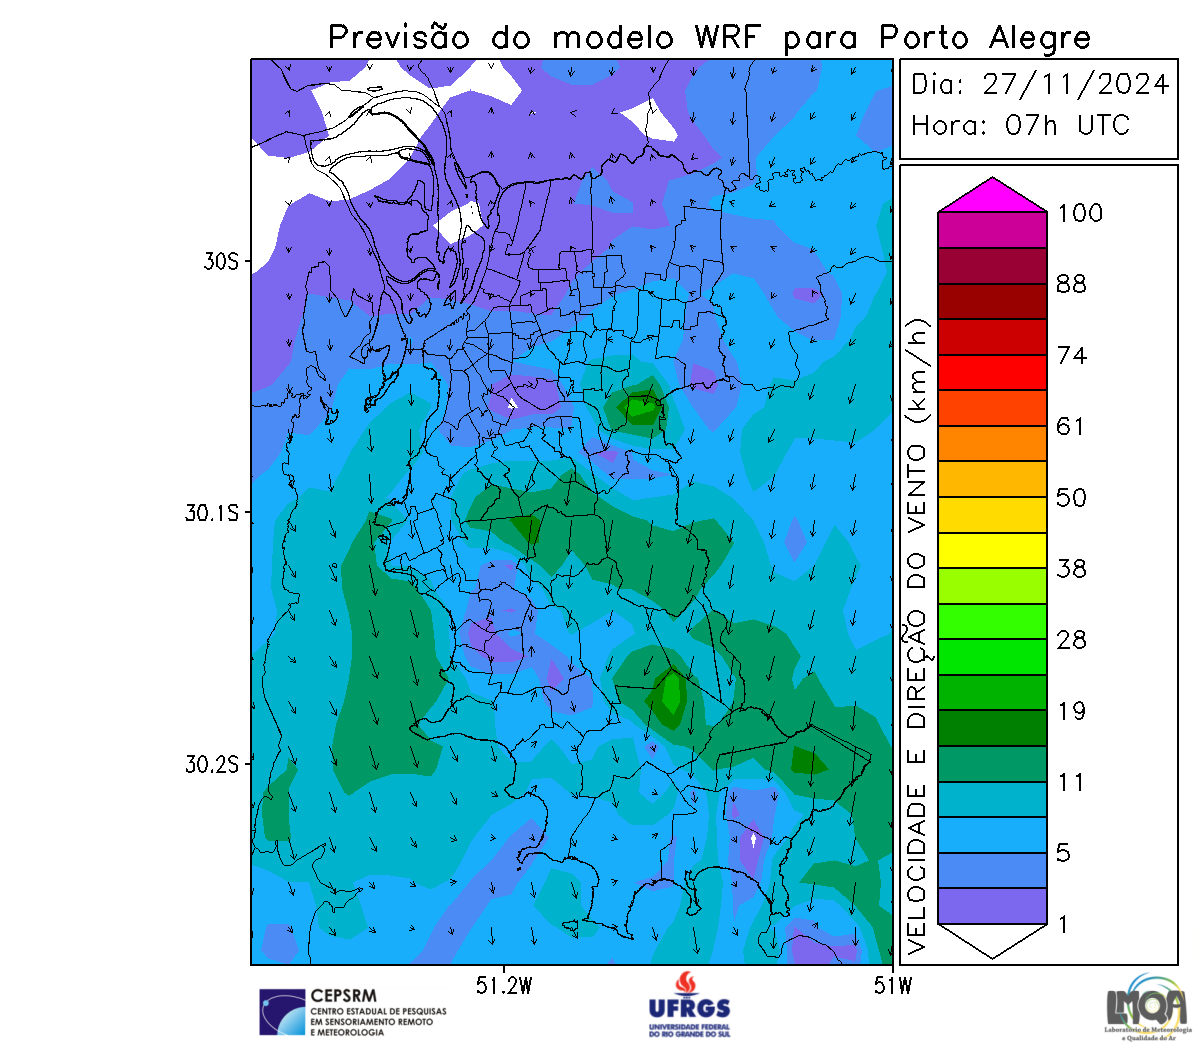 Previsão do modelo WRF para Porto Alegre
Dia: 27/11/2024
Hora: 07h UTC
30S
30.1S
30.2S
51.2W
51W
VELOCIDADE E DIREÇÃO DO VENTO (km/h)
100
88
74
61
50
38
28
19
11
5
1
CEPSRM
CENTRO ESTADUAL DE PESQUISAS
EM SENSORIAMENTO REMOTO
E METEOROLOGIA
UFRGS
UNIVERSIDADE FEDERAL
DO RIO GRANDE DO SUL
LMQA
Laboratório de Meteorologia
e Qualidade do Ar